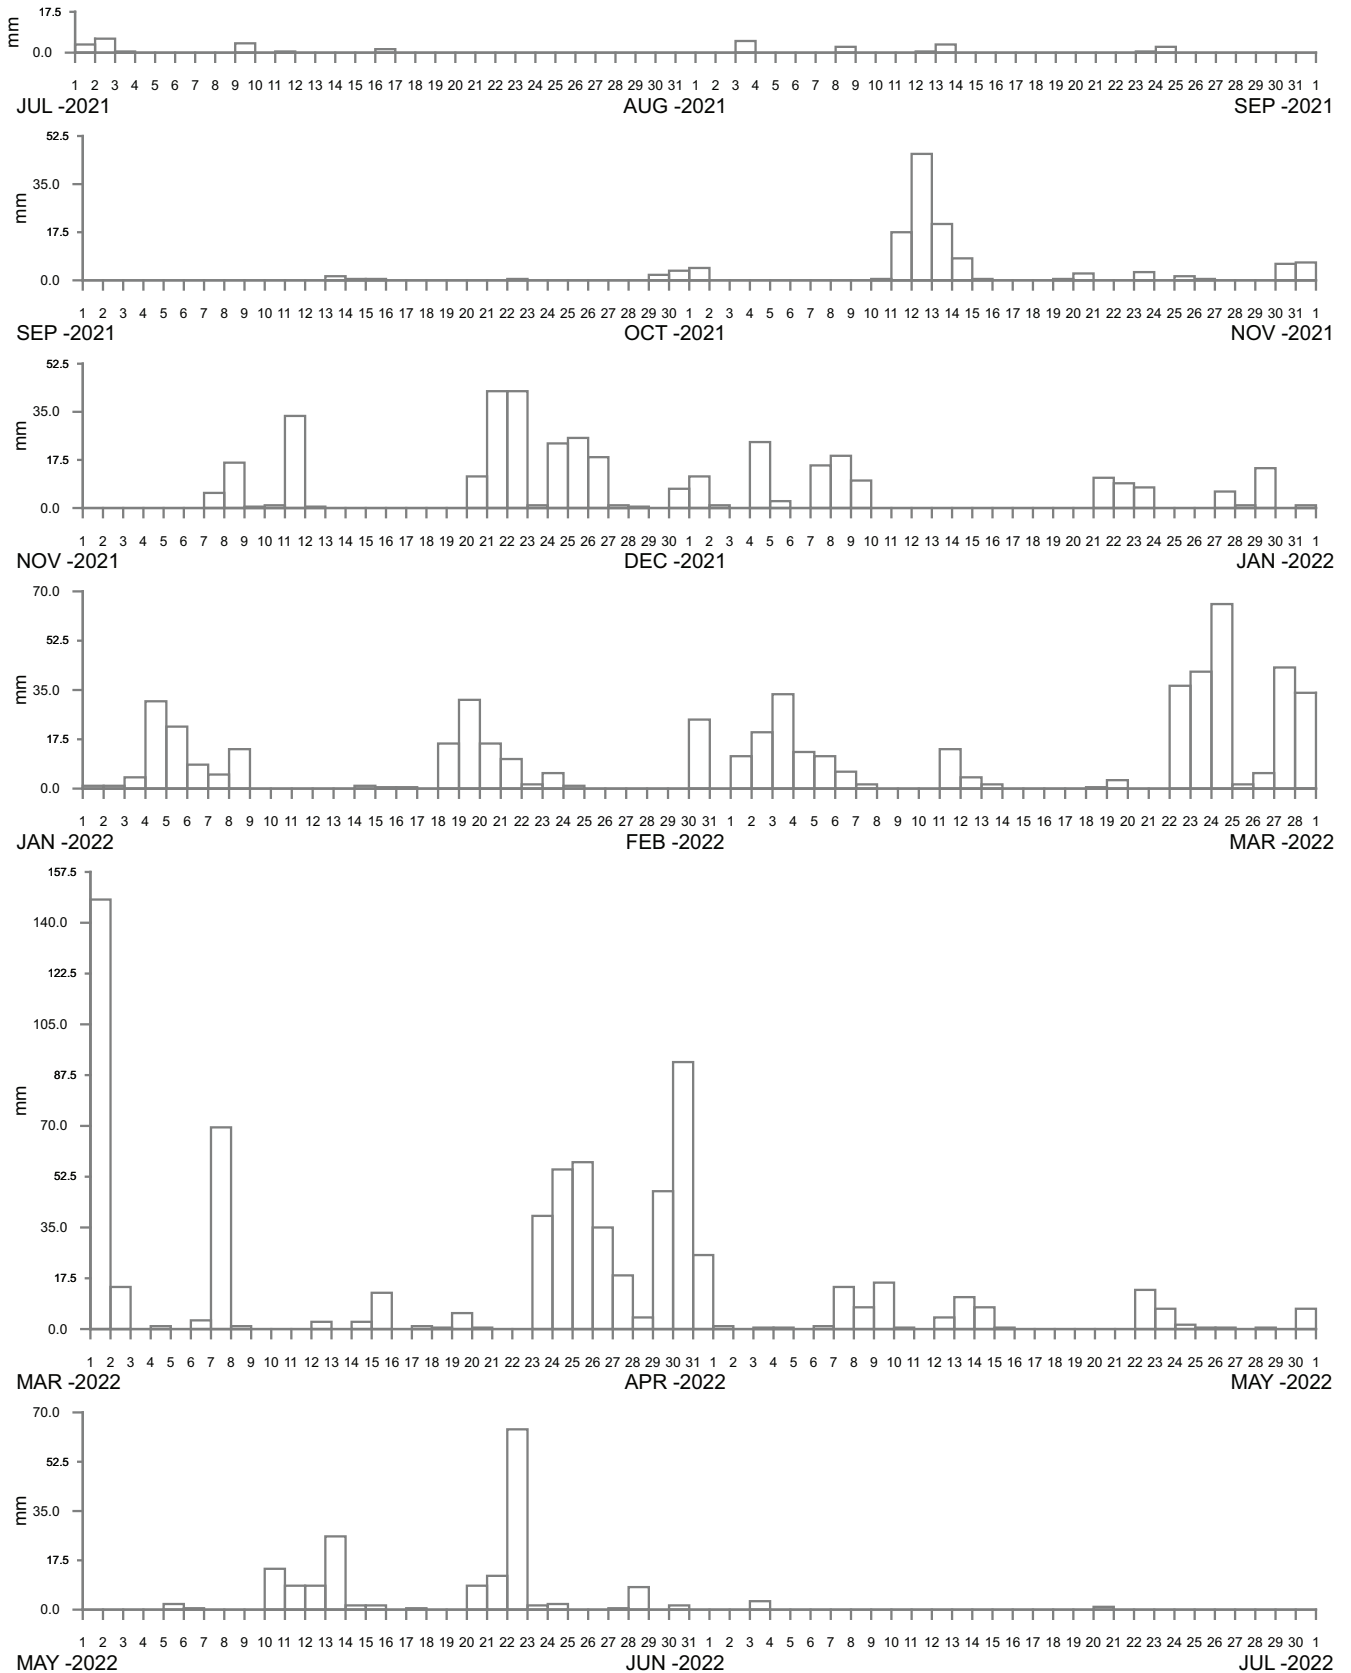 17.5
mm
0.0
1 2 3 4 5 6 7 8 9 10 11 12 13 14 15 16 17 18 19 20 21 22 23 24 25 26 27 28 29 30 31 1 2 3 4 5 6 7 8 9 10 11 12 13 14 15 16 17 18 19 20 21 22 23 24 25 26 27 28 29 30 31 1
JUL -2021 AUG -2021 SEP -2021
52.5
35.0
mm
17.5
0.0
1 2 3 4 5 6 7 8 9 10 11 12 13 14 15 16 17 18 19 20 21 22 23 24 25 26 27 28 29 30 1 2 3 4 5 6 7 8 9 10 11 12 13 14 15 16 17 18 19 20 21 22 23 24 25 26 27 28 29 30 31 1
SEP -2021 OCT -2021 NOV -2021
52.5
35.0
mm
17.5
0.0
1 2 3 4 5 6 7 8 9 10 11 12 13 14 15 16 17 18 19 20 21 22 23 24 25 26 27 28 29 30 1 2 3 4 5 6 7 8 9 10 11 12 13 14 15 16 17 18 19 20 21 22 23 24 25 26 27 28 29 30 31 1
NOV -2021 DEC -2021 JAN -2022
70.0
52.5
mm
35.0
17.5
0.0
1 2 3 4 5 6 7 8 9 10 11 12 13 14 15 16 17 18 19 20 21 22 23 24 25 26 27 28 29 30 31 1 2 3 4 5 6 7 8 9 10 11 12 13 14 15 16 17 18 19 20 21 22 23 24 25 26 27 28 1
JAN -2022 FEB -2022 MAR -2022
157.5
140.0
122.5
105.0
87.5
mm
70.0
52.5
35.0
17.5
0.0
1 2 3 4 5 6 7 8 9 10 11 12 13 14 15 16 17 18 19 20 21 22 23 24 25 26 27 28 29 30 31 1 2 3 4 5 6 7 8 9 10 11 12 13 14 15 16 17 18 19 20 21 22 23 24 25 26 27 28 29 30 1
MAR -2022 APR -2022 MAY -2022
70.0
52.5
35.0
mm
17.5
0.0
1 2 3 4 5 6 7 8 9 10 11 12 13 14 15 16 17 18 19 20 21 22 23 24 25 26 27 28 29 30 31 1 2 3 4 5 6 7 8 9 10 11 12 13 14 15 16 17 18 19 20 21 22 23 24 25 26 27 28 29 30 1
MAY -2022 JUN -2022 JUL -2022